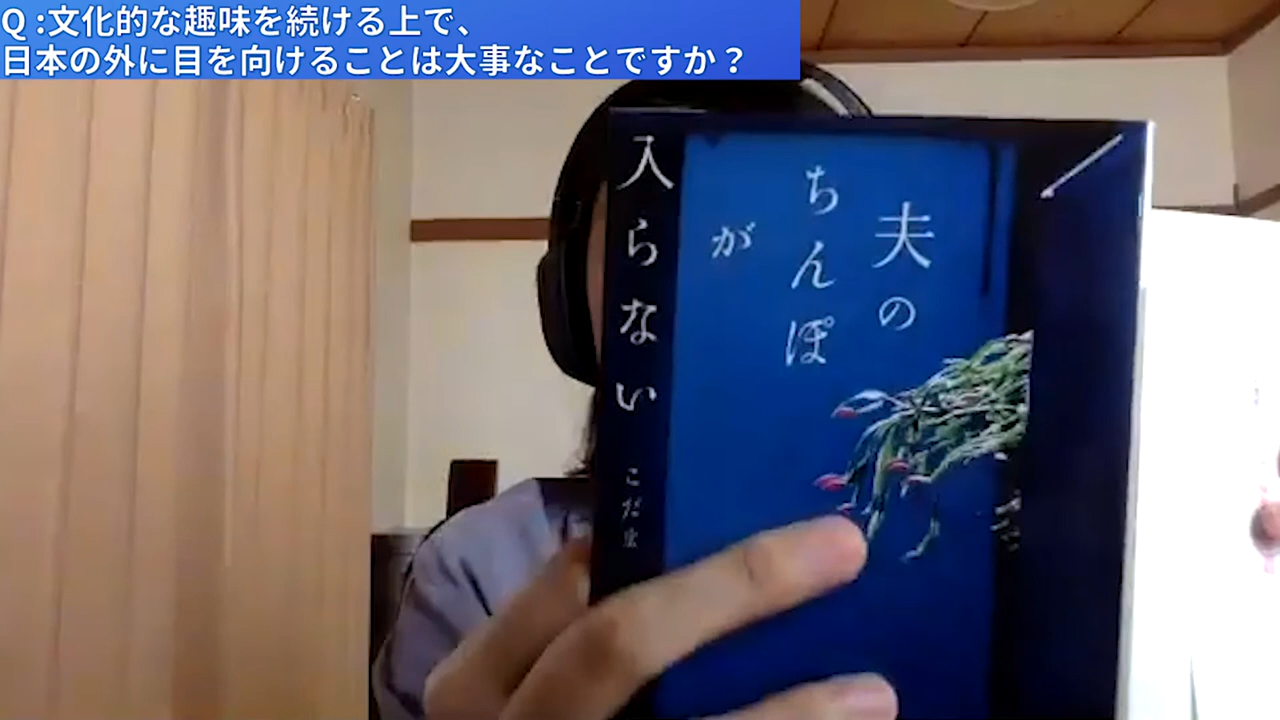 Q :文化的な趣味を続ける上で、
日本の外に目を向けることは大事なことですか？
夫の
ちんぽ
が
入らない
こだま